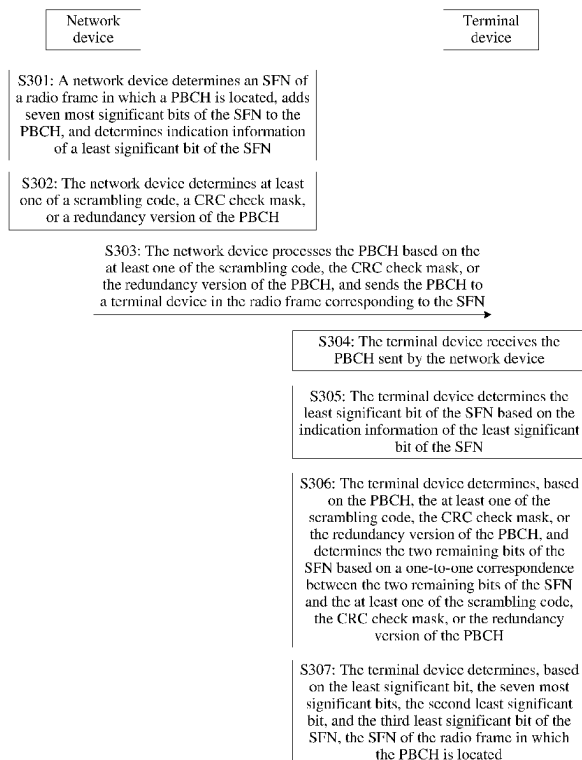 Network
device
Terminal
device
S301: A network device determines an SFN of
a radio frame in which a PBCH is located, adds
seven most significant bits of the SFN to the
PBCH, and determines indication information
of a least significant bit of the SFN
S302: The network device determines at least
one of a scrambling code, a CRC check mask,
or a redundancy version of the PBCH
S303: The network device processes the PBCH based on the
at least one of the scrambling code, the CRC check mask, or
the redundancy version of the PBCH, and sends the PBCH to
a terminal device in the radio frame corresponding to the SFN
S304: The terminal device receives the
PBCH sent by the network device
S305: The terminal device determines the
least significant bit of the SFN based on the
indication information of the least significant
bit of the SFN
S306: The terminal device determines, based
on the PBCH, the at least one of the
scrambling code, the CRC check mask, or
the redundancy version of the PBCH, and
determines the two remaining bits of the
SFN based on a one-to-one correspondence
between the two remaining bits of the SFN
and the at least one of the scrambling code,
the CRC check mask, or the redundancy
version of the PBCH
S307: The terminal device determines, based
on the least significant bit, the seven most
significant bits, the second least significant
bit, and the third least significant bit of the
SFN, the SFN of the radio frame in which
the PBCH is located